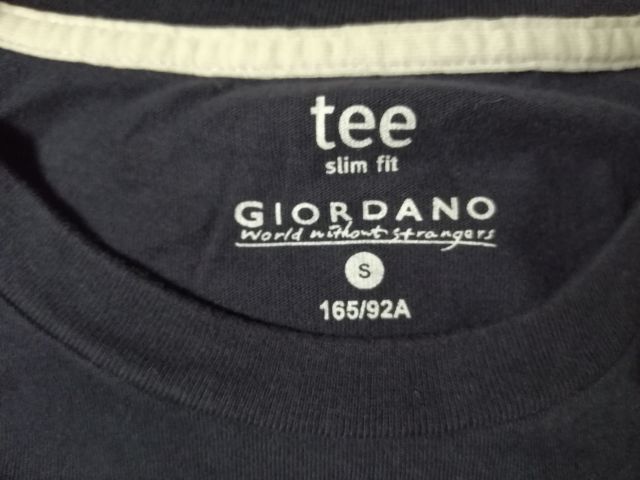 tee
slim fit
GIORDANO
World without strangers
S
165/92A